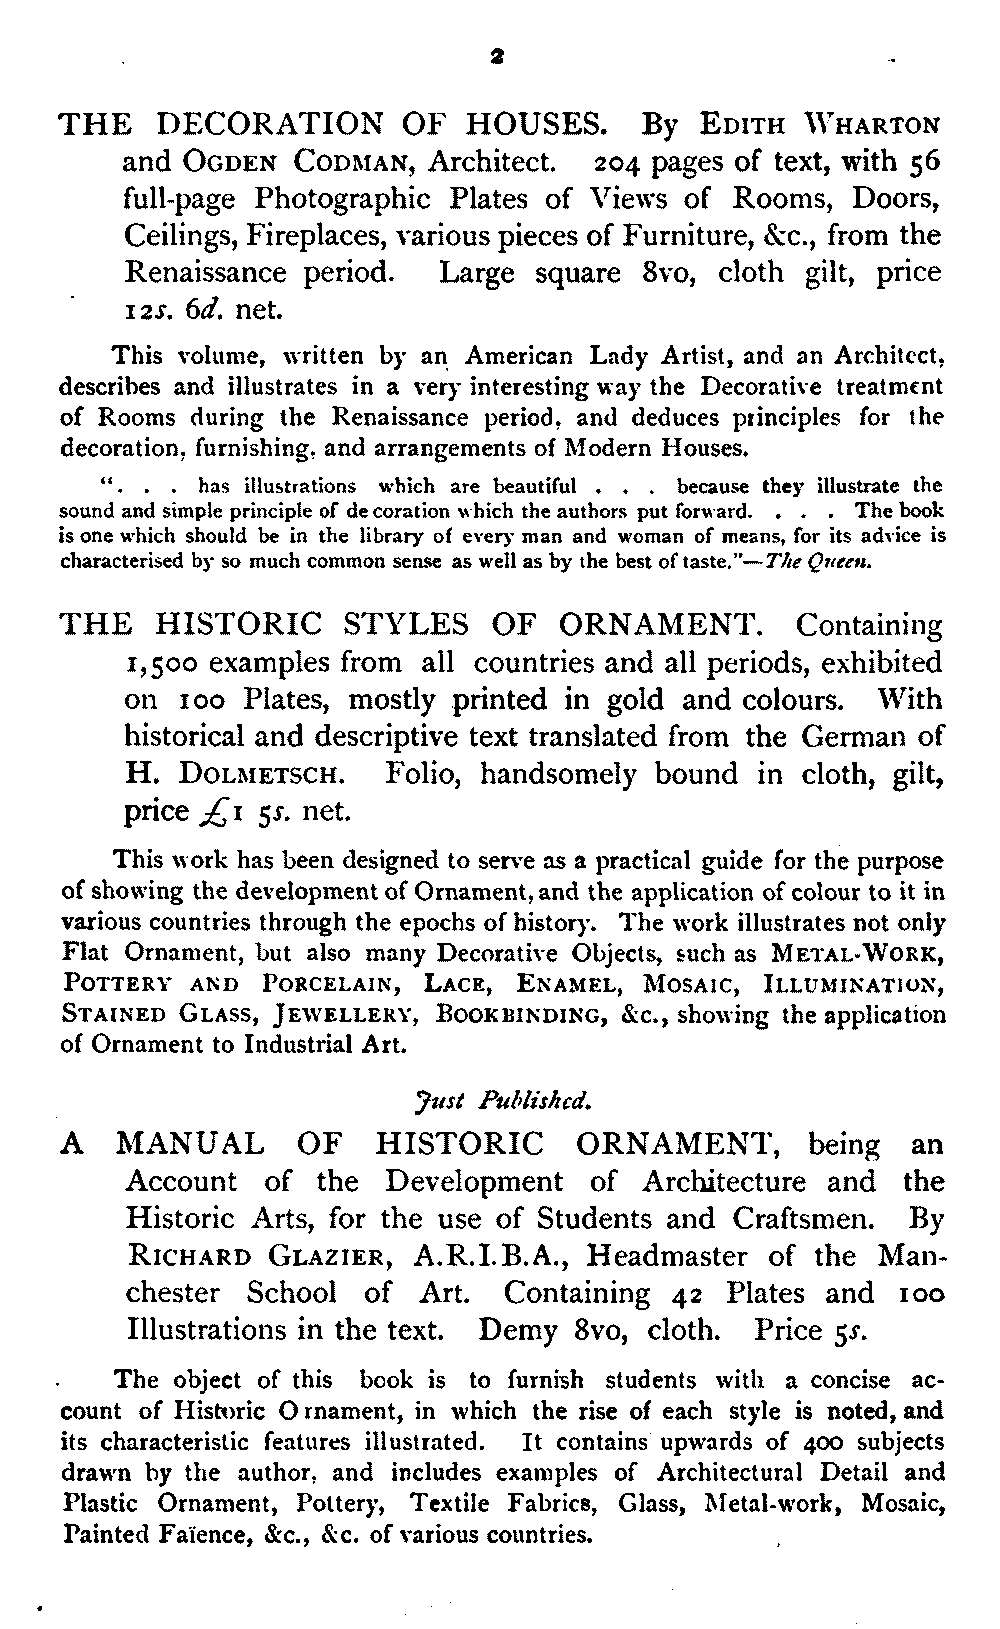 2
THE DECORATION OF HOUSES. By EDITH WHARTON
and OGDEN CODMAN, Architect. 204 pages of text, with 56
full-page Photographic Plates of Views of Rooms, Doors,
Ceilings, Fireplaces, various pieces of Furniture, &c., from the
Renaissance period. Large square 8vo, cloth gilt, price
12s. 6d. net.
This volume, written by an American Lady Artist, and an Architect,
describes and illustrates in a very interesting way the Decorative treatment
of Rooms during the Renaissance period, and deduces principles for the
decoration, furnishing, and arrangements of Modern Houses.
“. . . has illustrations which are beautiful . . . because they illustrate the
sound and simple principle of decoration which the authors put forward. . . . The book
is one which should be in the library of every man and woman of means, for its advice is
characterised by so much common sense as well as by the best of taste.”—The Queen.
THE HISTORIC STYLES OF ORNAMENT. Containing
1,500 examples from all countries and all periods, exhibited
on 100 Plates, mostly printed in gold and colours. With
historical and descriptive text translated from the German of
H. DOLMETSCH. Folio, handsomely bound in cloth, gilt,
price £1 5s. net.
This work has been designed to serve as a practical guide for the purpose
of showing the development of Ornament, and the application of colour to it in
various countries through the epochs of history. The work illustrates not only
Flat Ornament, but also many Decorative Objects, such as METAL-WORK,
POTTERY AND PORCELAIN, LACE, ENAMEL, MOSAIC, ILLUMINATION,
STAINED GLASS, JEWELLERY, BOOKBINDING, &c., showing the application
of Ornament to Industrial Art.
Just Published.
A MANUAL OF HISTORIC ORNAMENT, being an
Account of the Development of Architecture and the
Historic Arts, for the use of Students and Craftsmen. By
RICHARD GLAZIER, A.R.I.B.A., Headmaster of the Man-
chester School of Art. Containing 42 Plates and 100
Illustrations in the text. Demy 8vo, cloth. Price 5s.
The object of this book is to furnish students with a concise ac-
count of Historic Ornament, in which the rise of each style is noted, and
its characteristic features illustrated. It contains upwards of 400 subjects
drawn by the author, and includes examples of Architectural Detail and
Plastic Ornament, Pottery, Textile Fabrics, Glass, Metal-work, Mosaic,
Painted Faïence, &c., &c. of various countries.